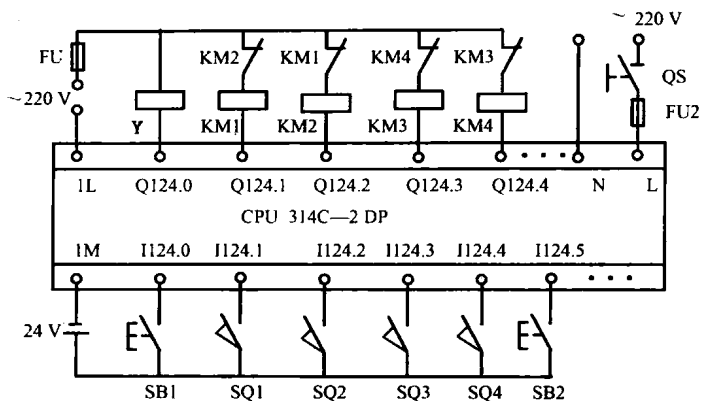 ~ 220 V
FU KM2 KM1 KM4 KM3
QS
~220 V
FU2
Y KM1 KM2 KM3 KM4
1L Q124.0 Q124.1 Q124.2 Q124.3 Q124.4 N L
CPU 314C—2 DP
1M I124.0 I124.1 I124.2 I124.3 I124.4 I124.5
24 V
SB1 SQ1 SQ2 SQ3 SQ4 SB2